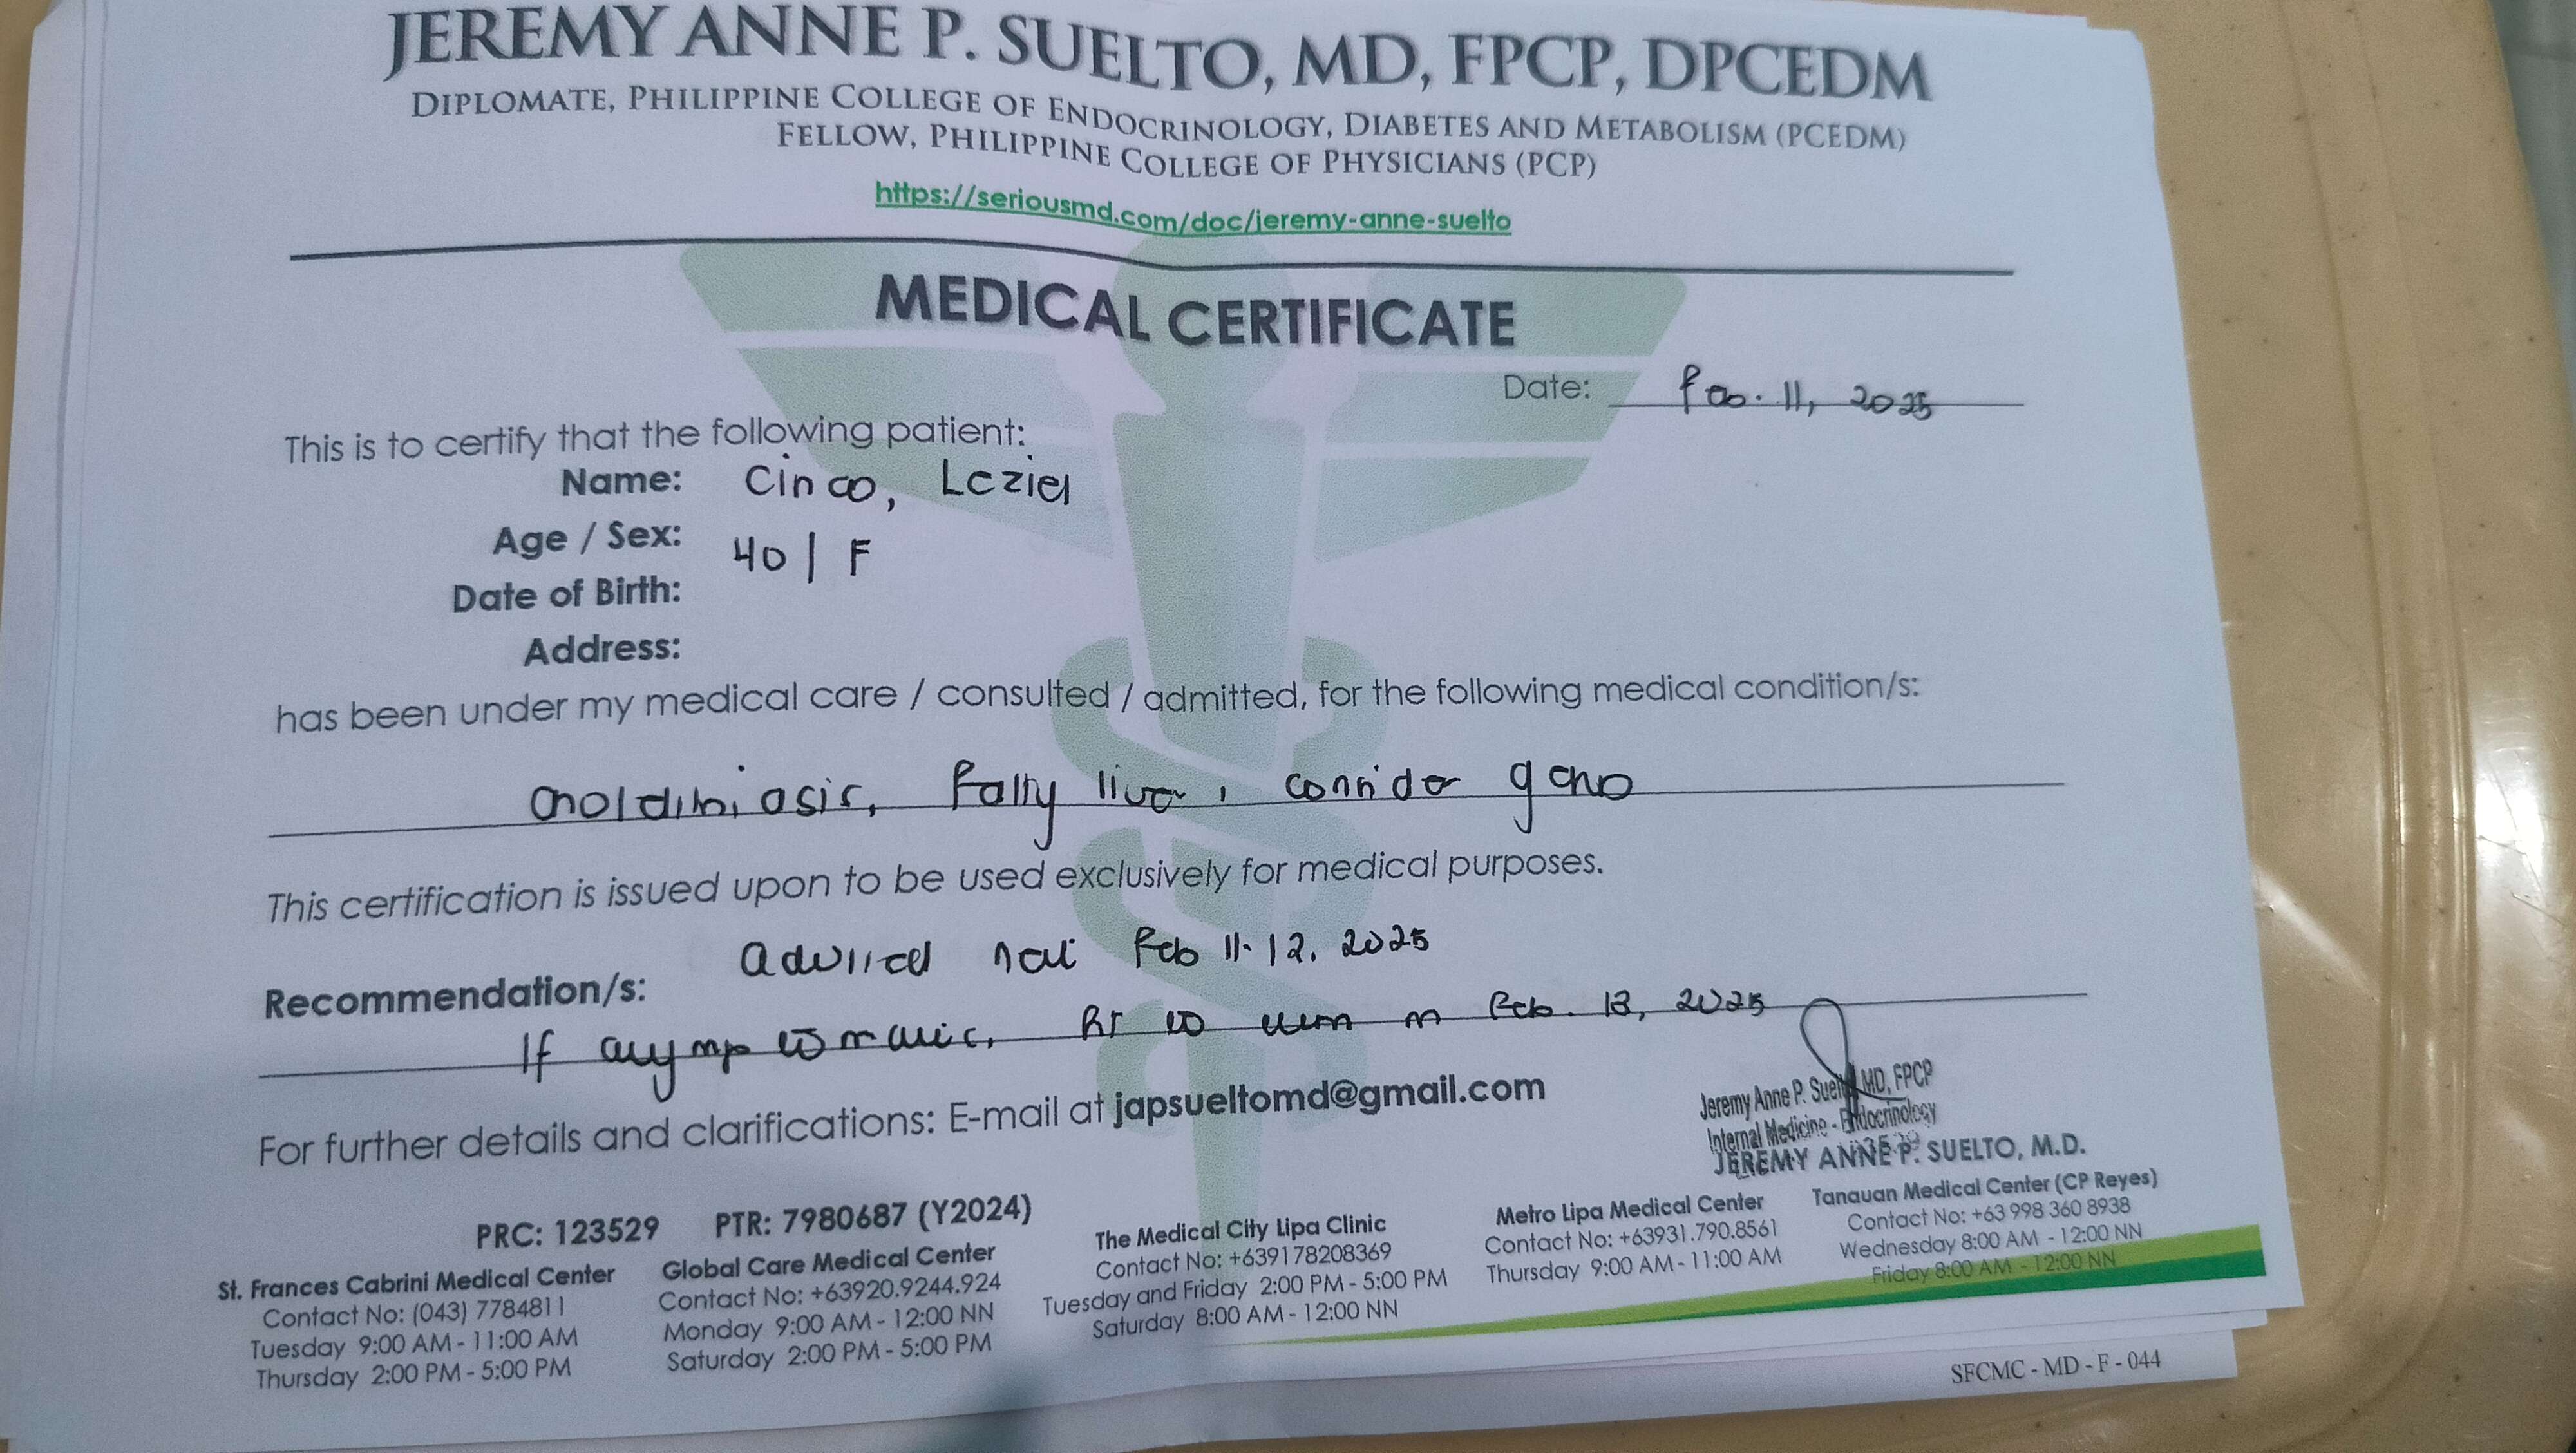 JEREMY ANNE P. SUELTO, MD, FPCP, DPCEDM
DIPLOMATE, PHILIPPINE COLLEGE OF ENDOCRINOLOGY, DIABETES AND METABOLISM (PCEDM)
FELLOW, PHILIPPINE COLLEGE OF PHYSICIANS (PCP)
https://seriousmd.com/doc/jeremy-anne-suelto
MEDICAL CERTIFICATE
Date: Feb. 11, 2025
This is to certify that the following patient:
Name: Cinco, Lcziel
Age / Sex: 40 | F
Date of Birth:
Address:
has been under my medical care / consulted / admitted, for the following medical condition/s:
Cholelithiasis, Fatty liver, consider
This certification is issued upon to be used exclusively for medical purposes.
advised rest Feb 11-12, 2025
Recommendation/s:
If asymptomatic, fit to work on Feb. 13, 2025
For further details and clarifications: E-mail at japsueltomd@gmail.com
Jeremy Anne P. Suelto, MD, FPCP
Internal Medicine - Endocrinology
JEREMY ANNE P. SUELTO, M.D.
PRC: 123529 PTR: 7980687 (Y2024)
St. Frances Cabrini Medical Center
Contact No: (043) 7784811
Tuesday 9:00 AM - 11:00 AM
Thursday 2:00 PM - 5:00 PM
Global Care Medical Center
Contact No: +63920.9244.924
Monday 9:00 AM - 12:00 NN
Saturday 2:00 PM - 5:00 PM
The Medical City Lipa Clinic
Contact No: +639178208369
Tuesday and Friday 2:00 PM - 5:00 PM
Saturday 8:00 AM - 12:00 NN
Metro Lipa Medical Center
Contact No: +63931.790.8561
Thursday 9:00 AM - 11:00 AM
Tanauan Medical Center (CP Reyes)
Contact No: +63 998 360 8938
Wednesday 8:00 AM - 12:00 NN
Friday 8:00 AM - 12:00 NN
SFCMC - MD - F - 044